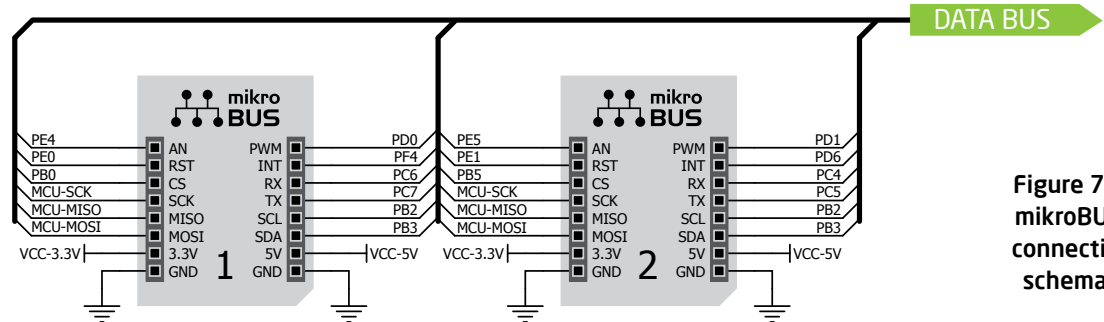 DATA BUS
mikro
BUS
PE4
PE0
PB0
MCU-SCK
MCU-MISO
MCU-MOSI
VCC-3.3V
AN
RST
CS
SCK
MISO
MOSI
3.3V
GND
1
PWM
INT
RX
TX
SCL
SDA
5V
GND
PD0
PF4
PC6
PC7
PB2
PB3
VCC-5V
mikro
BUS
PE5
PE1
PB5
MCU-SCK
MCU-MISO
MCU-MOSI
VCC-3.3V
AN
RST
CS
SCK
MISO
MOSI
3.3V
GND
2
PWM
INT
RX
TX
SCL
SDA
5V
GND
PD1
PD6
PC4
PC5
PB2
PB3
VCC-5V
Figure 7
mikroBU
connecti
schema